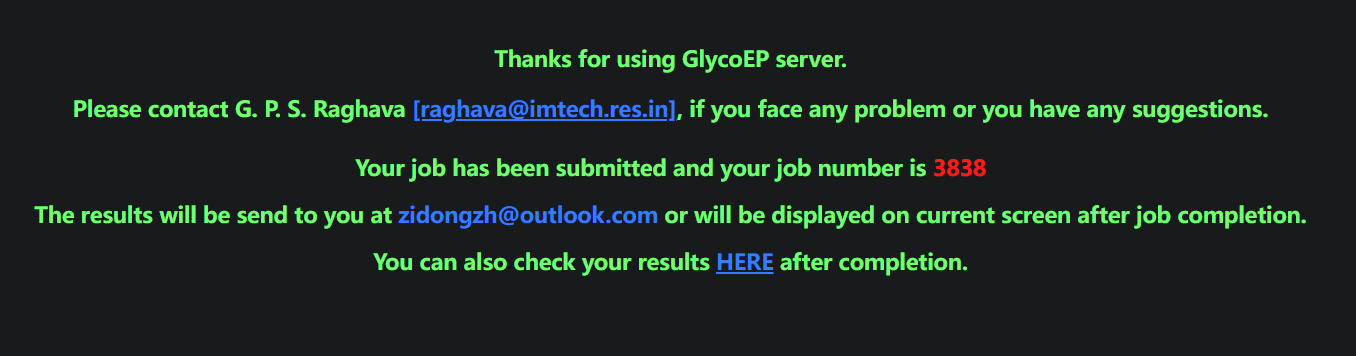 Thanks for using GlycoEP server.
Please contact G. P. S. Raghava [raghava@imtech.res.in], if you face any problem or you have any suggestions.
Your job has been submitted and your job number is 3838
The results will be send to you at zidongzh@outlook.com or will be displayed on current screen after job completion.
You can also check your results HERE after completion.